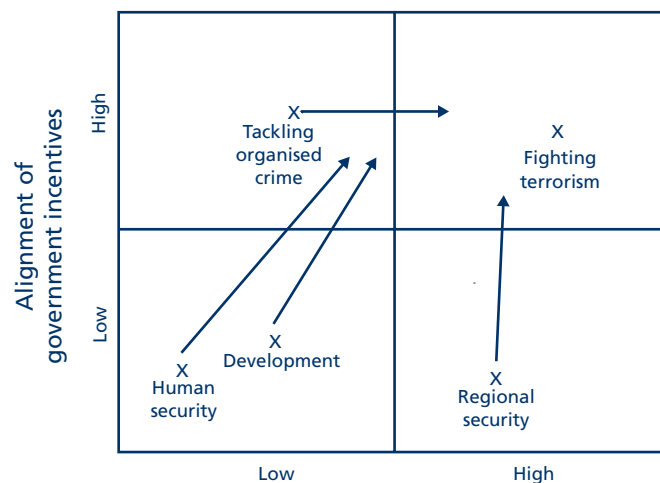 Alignment of
government incentives
High
Low
X
Tackling
organised
crime
X
Fighting
terrorism
X
Development
X
Human
security
X
Regional
security
Low
High